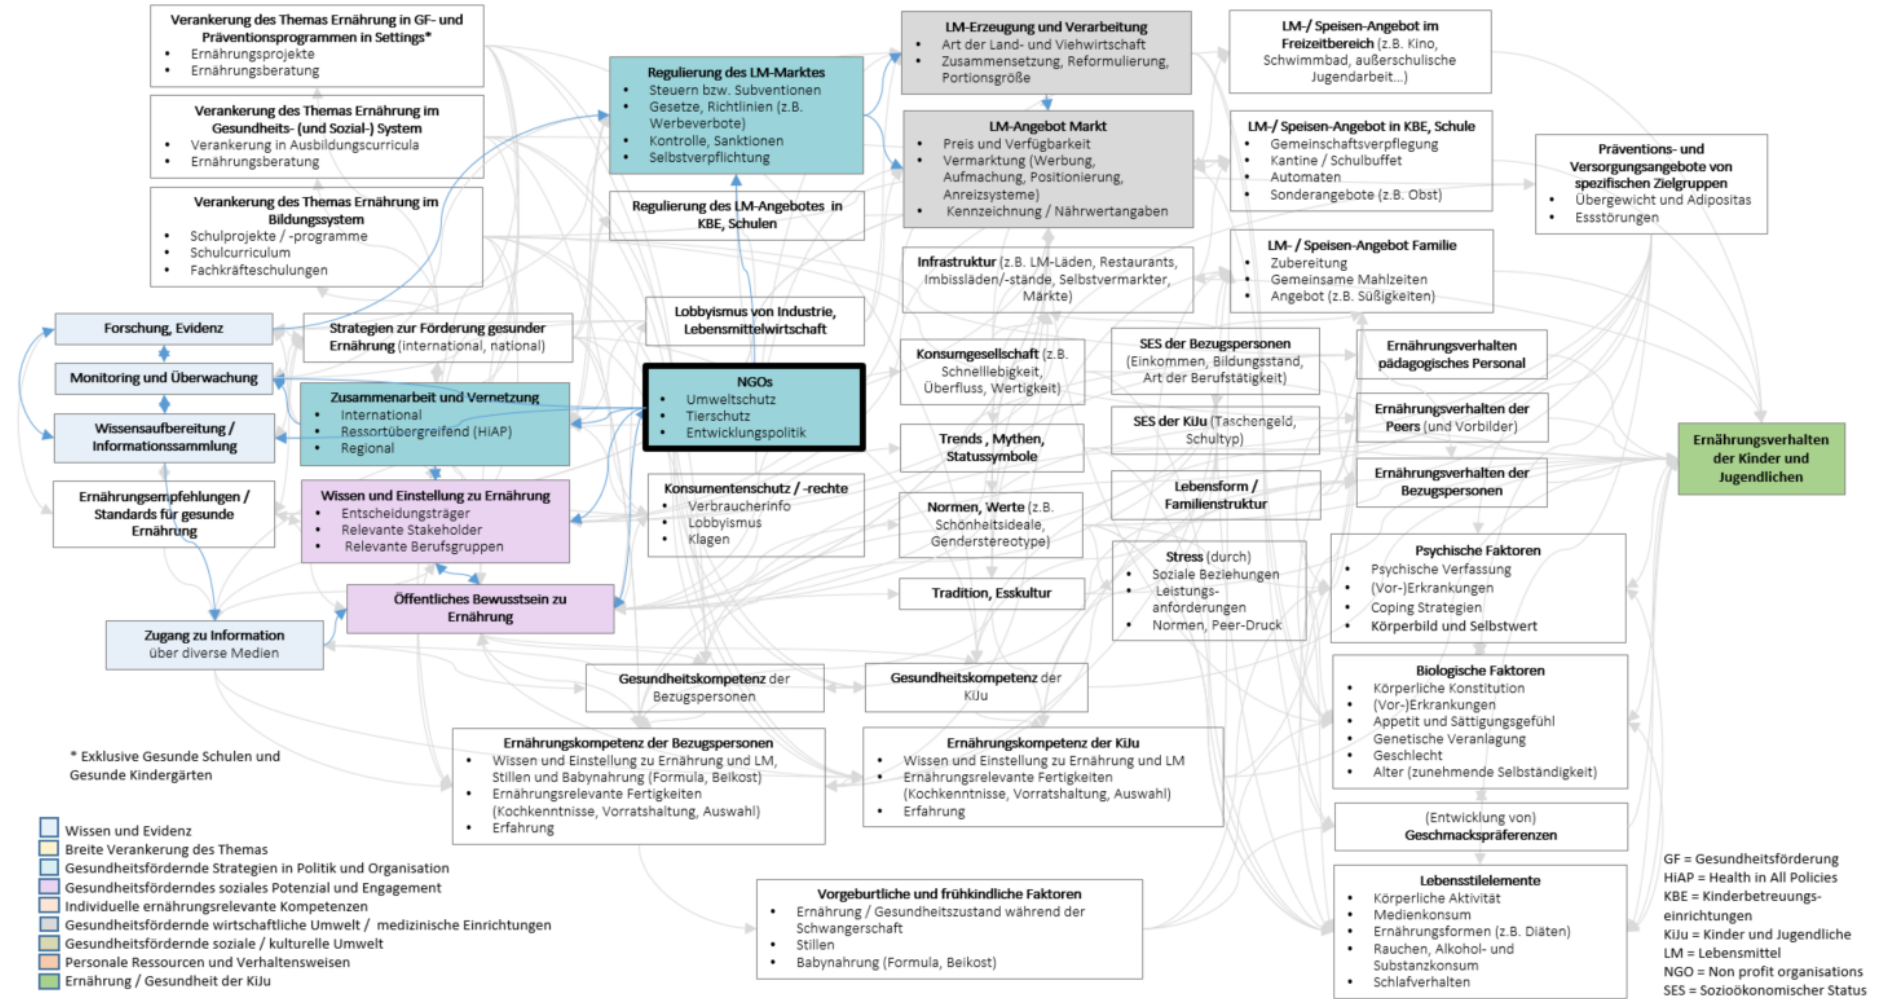 Verankerung des Themas Ernährung in GF- und
Präventionsprogrammen in Settings*
• Ernährungsprojekte
• Ernährungsberatung
Verankerung des Themas Ernährung im
Gesundheits- (und Sozial-) System
• Verankerung in Ausbildungscurricula
• Ernährungsberatung
Verankerung des Themas Ernährung im
Bildungssystem
• Schulprojekte / -programme
• Schulcurriculum
• Fachkräfteschulungen
Regulierung des LM-Marktes
• Steuern bzw. Subventionen
• Gesetze, Richtlinien (z.B.
Werbeverbote)
• Kontrolle, Sanktionen
• Selbstverpflichtung
Regulierung des LM-Angebotes in
KBE, Schulen
LM-Erzeugung und Verarbeitung
• Art der Land- und Viehwirtschaft
• Zusammensetzung, Reformulierung,
Portionsgröße
LM-Angebot Markt
• Preis und Verfügbarkeit
• Vermarktung (Werbung,
Aufmachung, Positionierung,
Anreizsysteme)
• Kennzeichnung / Nährwertangaben
LM-/ Speisen-Angebot im
Freizeitbereich (z.B. Kino,
Schwimmbad, außerschulische
Jugendarbeit...)
LM-/ Speisen-Angebot in KBE, Schule
• Gemeinschaftsverpflegung
• Kantine / Schulbuffet
• Automaten
• Sonderangebote (z.B. Obst)
Präventions- und
Versorgungsangebote von
spezifischen Zielgruppen
• Übergewicht und Adipositas
• Essstörungen
LM- / Speisen-Angebot Familie
• Zubereitung
• Gemeinsame Mahlzeiten
• Angebot (z.B. Süßigkeiten)
Infrastruktur (z.B. LM-Läden, Restaurants,
Imbissläden/-stände, Selbstvermarkter,
Märkte)
Forschung, Evidenz
Monitoring und Überwachung
Wissensaufbereitung /
Informationssammlung
Ernährungsempfehlungen /
Standards für gesunde
Ernährung
Strategien zur Förderung gesunder
Ernährung (international, national)
Zusammenarbeit und Vernetzung
• International
• Ressortübergreifend (HiAP)
• Regional
Wissen und Einstellung zu Ernährung
• Entscheidungsträger
• Relevante Stakeholder
• Relevante Berufsgruppen
Öffentliches Bewusstsein zu
Ernährung
Zugang zu Information
über diverse Medien
Lobbyismus von Industrie,
Lebensmittelwirtschaft
NGOs
• Umweltschutz
• Tierschutz
• Entwicklungspolitik
Konsumentenschutz / -rechte
• Verbraucherinfo
• Lobbyismus
• Klagen
Konsumgesellschaft (z.B.
Schnelllebigkeit,
Überfluss, Wertigkeit)
Trends , Mythen,
Statussymbole
Normen, Werte (z.B.
Schönheitsideale,
Genderstereotype)
Tradition, Esskultur
SES der Bezugspersonen
(Einkommen, Bildungsstand,
Art der Berufstätigkeit)
SES der KiJu (Taschengeld,
Schultyp)
Lebensform /
Familienstruktur
Stress (durch)
• Soziale Beziehungen
• Leistungs-
anforderungen
• Normen, Peer-Druck
Ernährungsverhalten
pädagogisches Personal
Ernährungsverhalten der
Peers (und Vorbilder)
Ernährungsverhalten der
Bezugspersonen
Ernährungsverhalten
der Kinder und
Jugendlichen
Psychische Faktoren
• Psychische Verfassung
• (Vor-)Erkrankungen
• Coping Strategien
• Körperbild und Selbstwert
Biologische Faktoren
• Körperliche Konstitution
• (Vor-)Erkrankungen
• Appetit und Sättigungsgefühl
• Genetische Veranlagung
• Geschlecht
• Alter (zunehmende Selbständigkeit)
(Entwicklung von)
Geschmackspräferenzen
Lebensstilelemente
• Körperliche Aktivität
• Medienkonsum
• Ernährungsformen (z.B. Diäten)
• Rauchen, Alkohol- und
Substanzkonsum
• Schlafverhalten
Gesundheitskompetenz der
Bezugspersonen
Gesundheitskompetenz der
KiJu
Ernährungskompetenz der Bezugspersonen
• Wissen und Einstellung zu Ernährung und LM,
Stillen und Babynahrung (Formula, Beikost)
• Ernährungsrelevante Fertigkeiten
(Kochkenntnisse, Vorratshaltung, Auswahl)
• Erfahrung
Ernährungskompetenz der KiJu
• Wissen und Einstellung zu Ernährung und LM
• Ernährungsrelevante Fertigkeiten
(Kochkenntnisse, Vorratshaltung, Auswahl)
• Erfahrung
Vorgeburtliche und frühkindliche Faktoren
• Ernährung / Gesundheitszustand während der
Schwangerschaft
• Stillen
• Babynahrung (Formula, Beikost)
* Exklusive Gesunde Schulen und
Gesunde Kindergärten
Wissen und Evidenz
Breite Verankerung des Themas
Gesundheitsfördernde Strategien in Politik und Organisation
Gesundheitsförderndes soziales Potenzial und Engagement
Individuelle ernährungsrelevante Kompetenzen
Gesundheitsfördernde wirtschaftliche Umwelt / medizinische Einrichtungen
Gesundheitsfördernde soziale / kulturelle Umwelt
Personale Ressourcen und Verhaltensweisen
Ernährung / Gesundheit der KiJu
GF = Gesundheitsförderung
HiAP = Health in All Policies
KBE = Kinderbetreuungs-
einrichtungen
KiJu = Kinder und Jugendliche
LM = Lebensmittel
NGO = Non profit organisations
SES = Sozioökonomischer Status